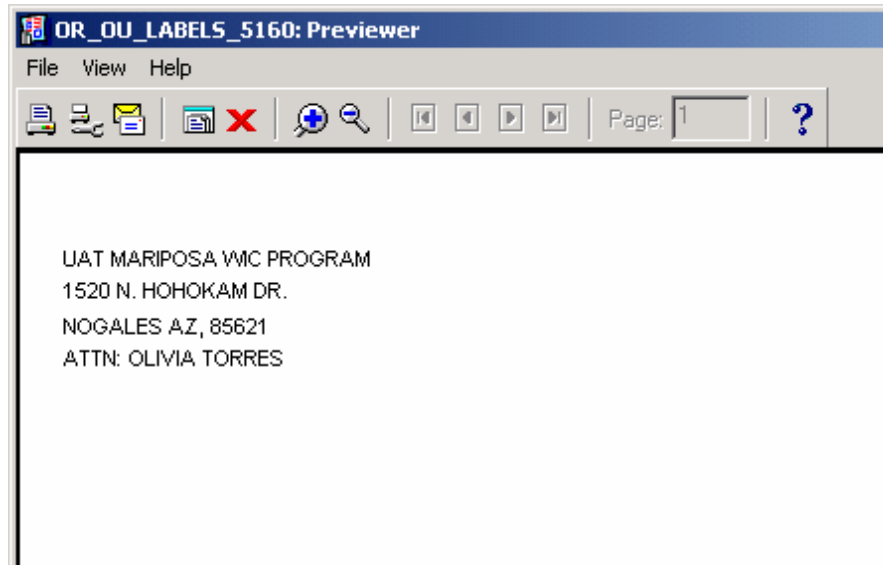 OR_OU_LABELS_5160: Previewer
File View Help
Page: 1 ?
UAT MARIPOSA WIC PROGRAM
1520 N. HOHOKAM DR.
NOGALES AZ, 85621
ATTN: OLIVIA TORRES